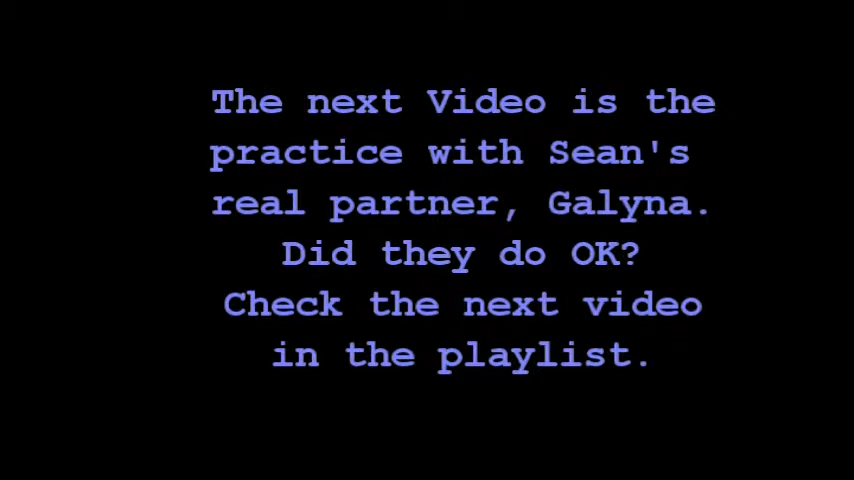 The next Video is the
practice with Sean's
real partner, Galyna.
Did they do OK?
Check the next video
in the playlist.